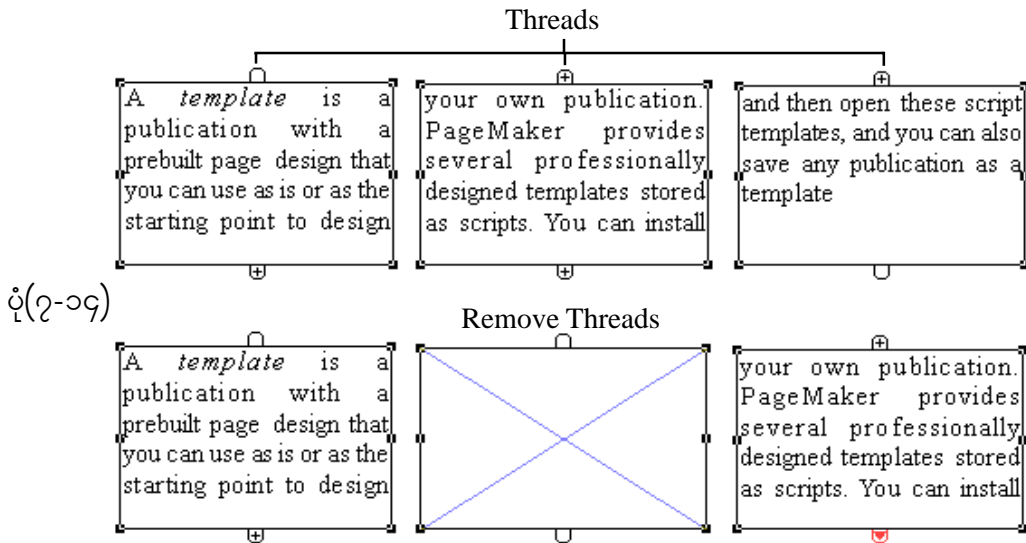 Threads
A template is a
publication with a
prebuilt page design that
you can use as is or as the
starting point to design
your own publication.
PageMaker provides
several professionally
designed templates stored
as scripts. You can install
and then open these script
templates, and you can also
save any publication as a
template
ပုံ(၇-၁၄)
Remove Threads
A template is a
publication with a
prebuilt page design that
you can use as is or as the
starting point to design
your own publication.
PageMaker provides
several professionally
designed templates stored
as scripts. You can install